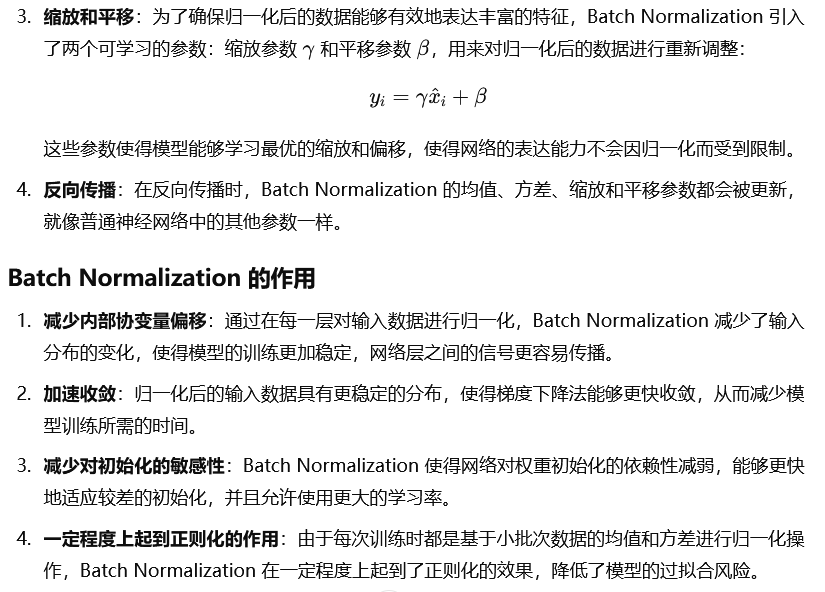 3. 缩放和平移：为了确保归一化后的数据能够有效地表达丰富的特征，Batch Normalization 引入
了两个可学习的参数：缩放参数 γ 和平移参数 β，用来对归一化后的数据进行重新调整：
yᵢ = γx̂ᵢ + β
这些参数使得模型能够学习最优的缩放和偏移，使得网络的表达能力不会因归一化而受到限制。
4. 反向传播：在反向传播时，Batch Normalization 的均值、方差、缩放和平移参数都会被更新，
就像普通神经网络中的其他参数一样。
Batch Normalization 的作用
1. 减少内部协变量偏移：通过在每一层对输入数据进行归一化，Batch Normalization 减少了输入
分布的变化，使得模型的训练更加稳定，网络层之间的信号更容易传播。
2. 加速收敛：归一化后的输入数据具有更稳定的分布，使得梯度下降法能够更快收敛，从而减少模
型训练所需的时间。
3. 减少对初始化的敏感性：Batch Normalization 使得网络对权重初始化的依赖性减弱，能够更快
地适应较差的初始化，并且允许使用更大的学习率。
4. 一定程度上起到正则化的作用：由于每次训练时都是基于小批次数据的均值和方差进行归一化操
作，Batch Normalization 在一定程度上起到了正则化的效果，降低了模型的过拟合风险。